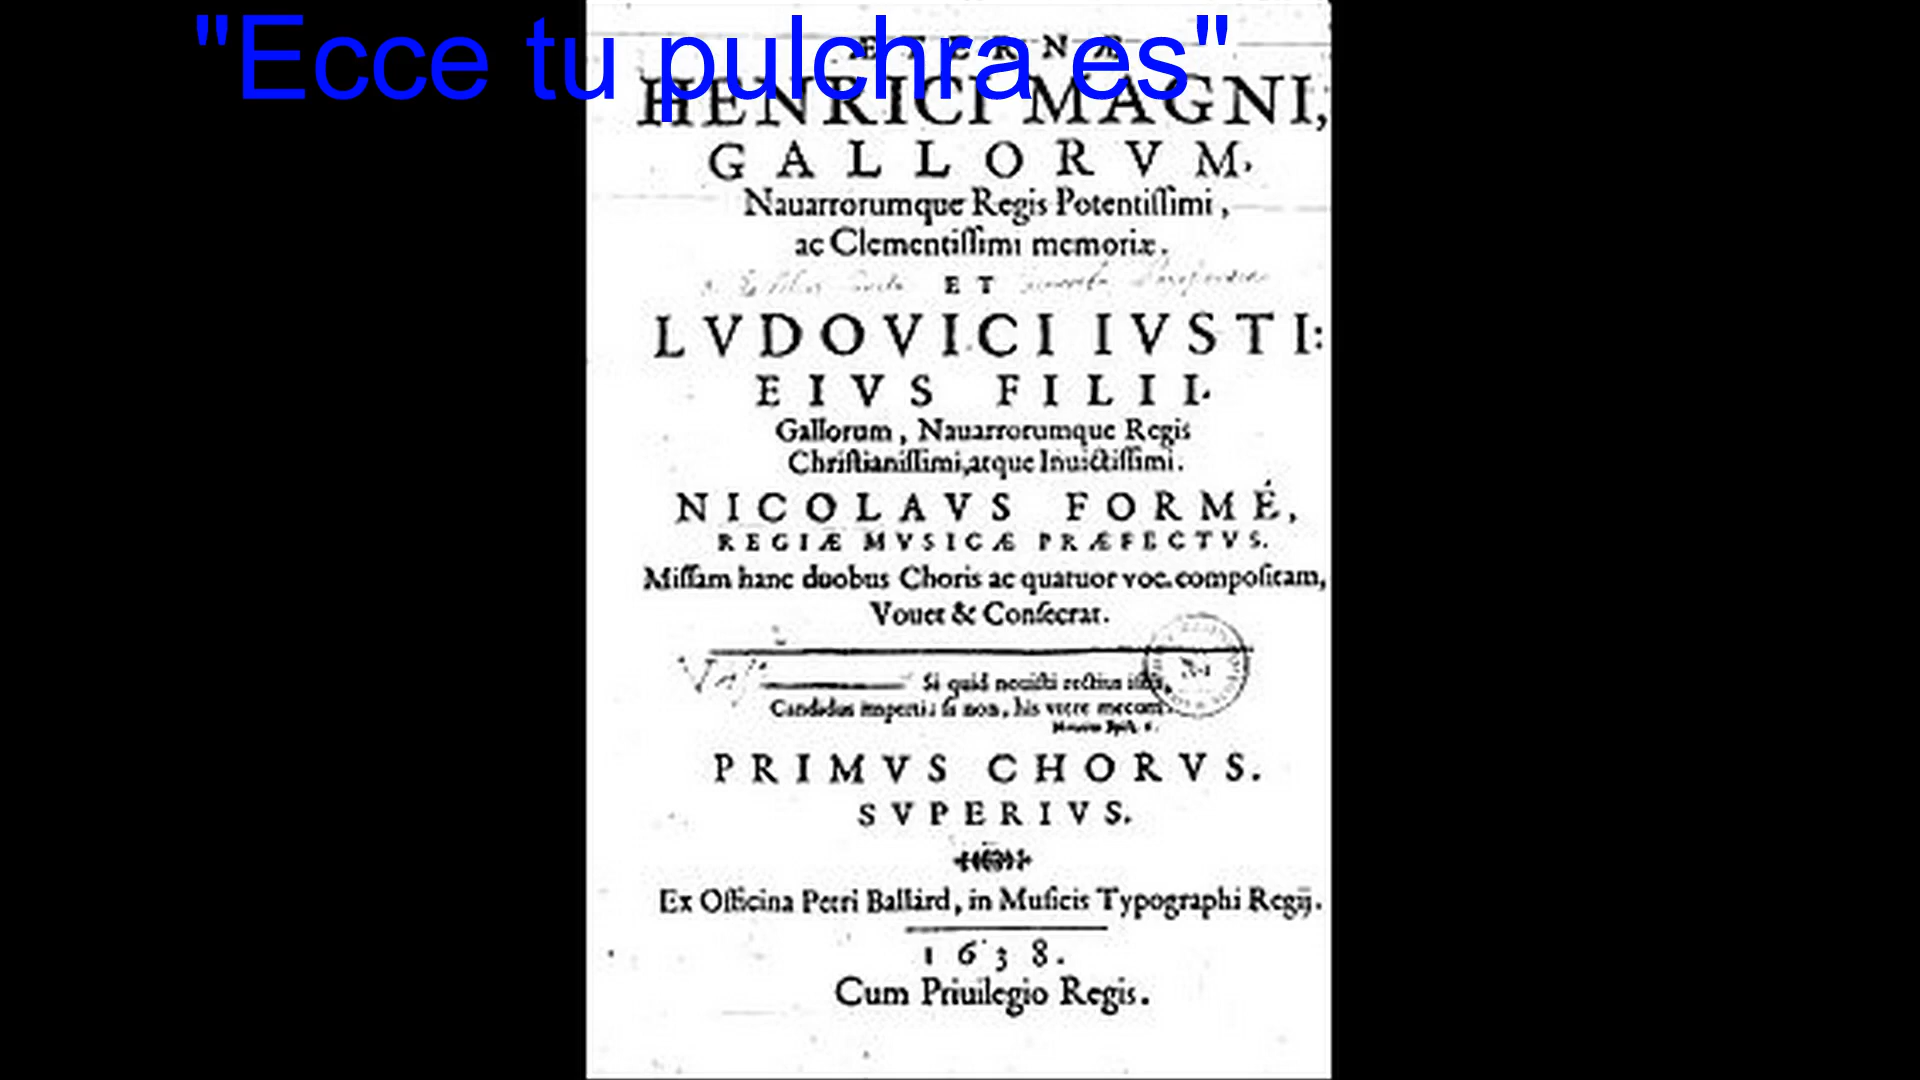 "Ecce tu pulchra es"
ÆTERNÆ
HENRICI MAGNI,
GALLORVM,
Nauarrorumque Regis Potentiſſimi,
ac Clementiſſimi memoriæ.
ET
LVDOVICI IVSTI:
EIVS FILII.
Gallorum, Nauarrorumque Regis
Chriſtianiſſimi, atque Inuictiſſimi.
NICOLAVS FORMÉ,
REGIÆ MVSICÆ PRÆFECTVS.
Miſſam hanc duobus Choris ac quatuor voc. compoſitam,
Vouet & Conſecrat.
Si quid nouiſti rectius iſtis,
Candidus imperti: ſi non, his vtere mecum.
PRIMVS CHORVS.
SVPERIVS.
Ex Officina Petri Ballard, in Muſicis Typographi Regij.
1638.
Cum Priuilegio Regis.